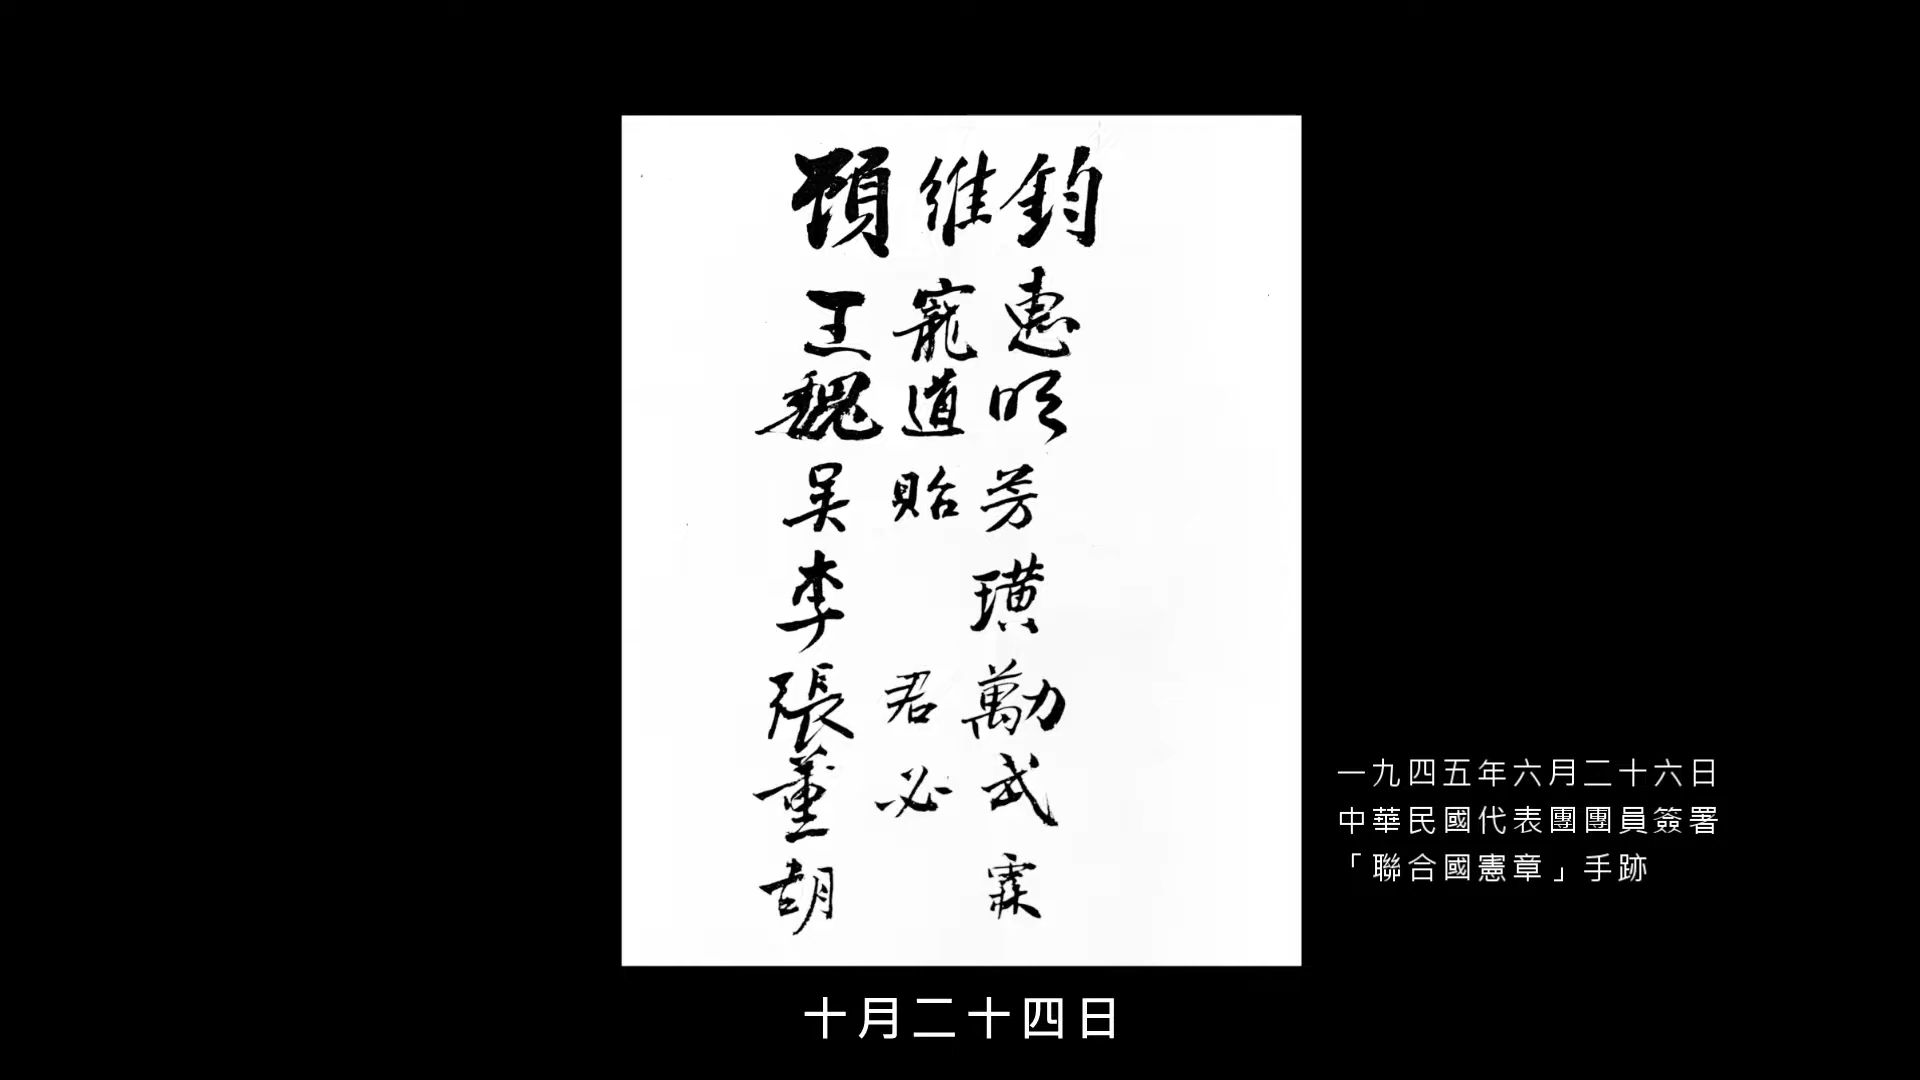 顧維鈞
王寵惠
魏道明
吳貽芳
李璜
張君勱
董必武
胡霖
一九四五年六月二十六日
中華民國代表團團員簽署
「聯合國憲章」手跡
十月二十四日